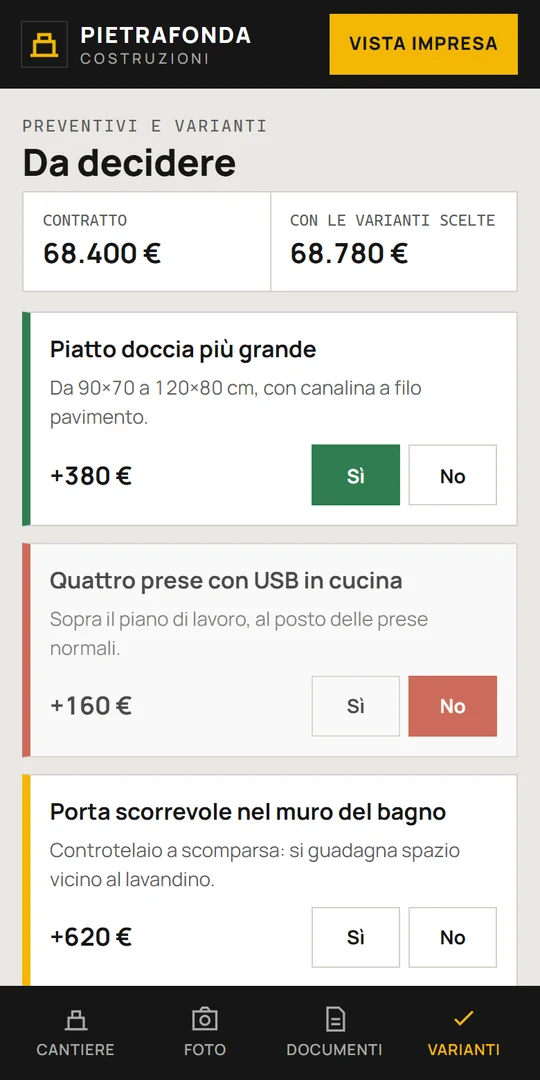 PIETRAFONDA
COSTRUZIONI
VISTA IMPRESA
PREVENTIVI E VARIANTI
Da decidere
CONTRATTO
68.400 €
CON LE VARIANTI SCELTE
68.780 €
Piatto doccia più grande
Da 90×70 a 120×80 cm, con canalina a filo
pavimento.
+380 €
Sì
No
Quattro prese con USB in cucina
Sopra il piano di lavoro, al posto delle prese
normali.
+160 €
Sì
No
Porta scorrevole nel muro del bagno
Controtelaio a scomparsa: si guadagna spazio
vicino al lavandino.
+620 €
Sì
No
CANTIERE
FOTO
DOCUMENTI
VARIANTI